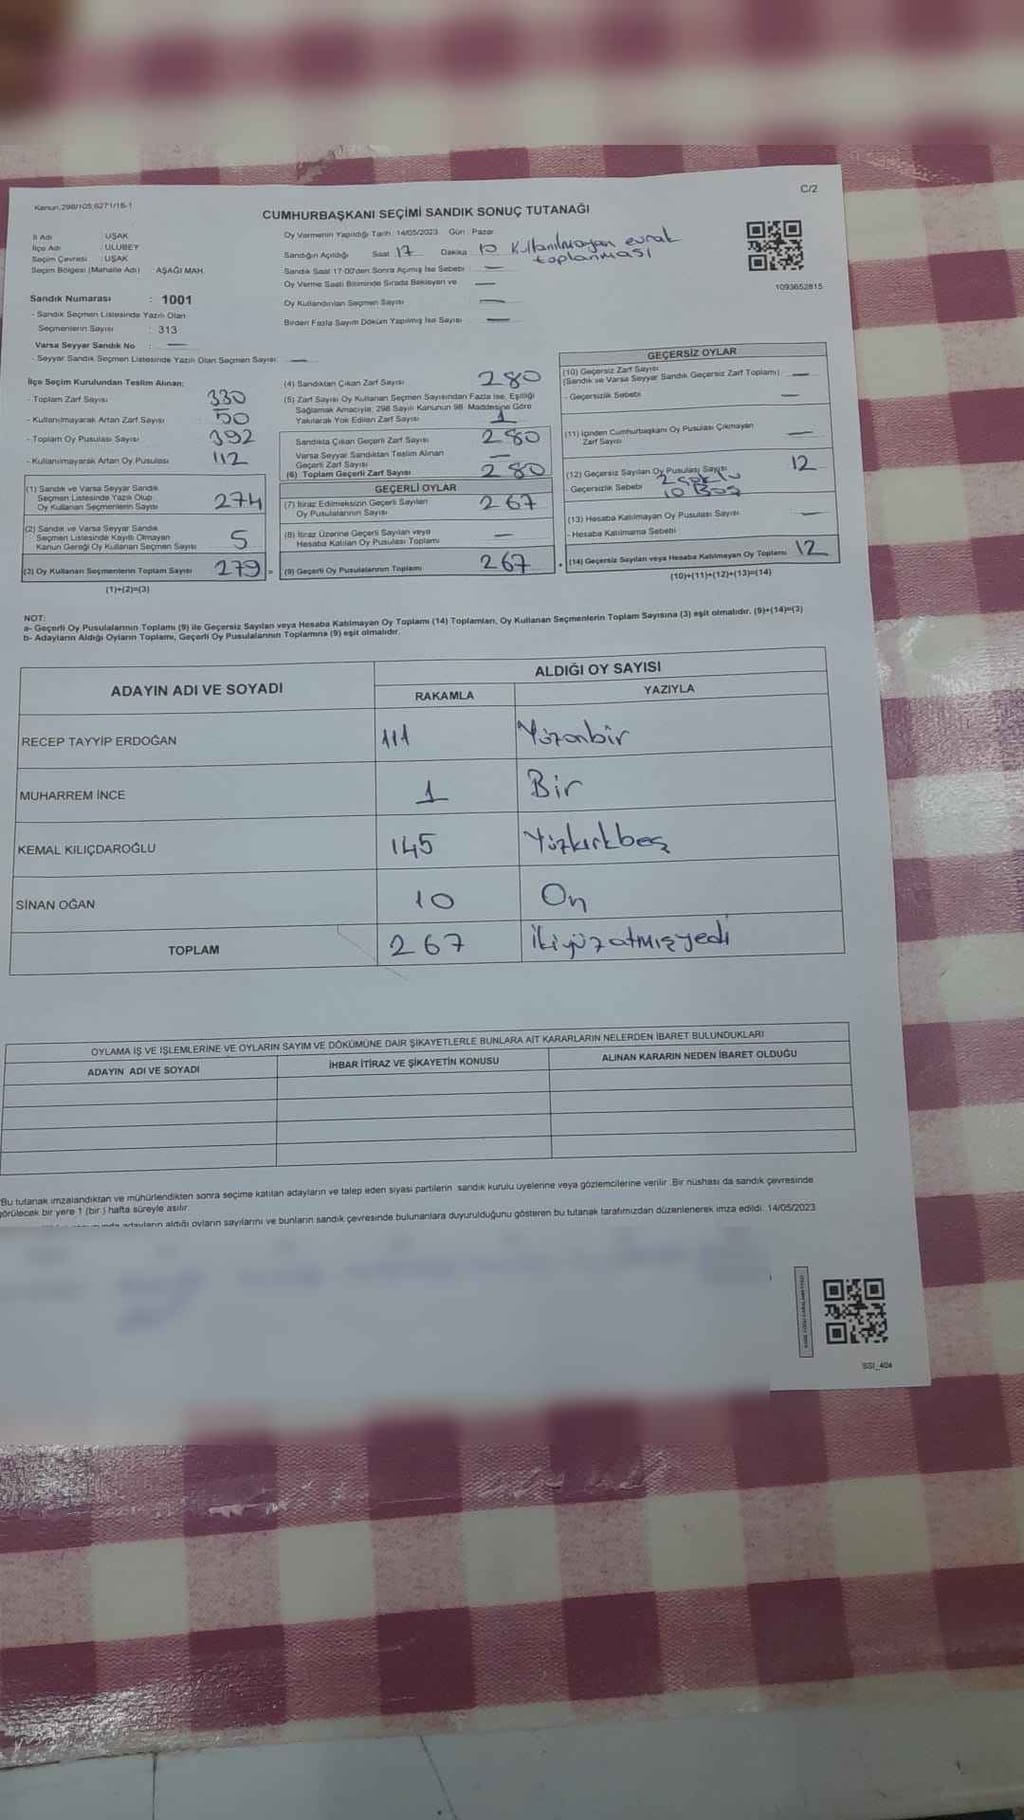 C/2
Kanun:298/105;6271/16-1
CUMHURBAŞKANI SEÇİMİ SANDIK SONUÇ TUTANAĞI
İl Adı : UŞAK
İlçe Adı : ULUBEY
Seçim Çevresi : UŞAK
Seçim Bölgesi (Mahalle Adı) : AŞAĞI MAH.
Sandık Numarası : 1001
- Sandık Seçmen Listesinde Yazılı Olan
Seçmenlerin Sayısı : 313
Varsa Seyyar Sandık No : —
- Seyyar Sandık Seçmen Listesinde Yazılı Olan Seçmen Sayısı: —
Oy Vermenin Yapıldığı Tarih: 14/05/2023 Gün: Pazar
Sandığın Açıldığı Saat 17 Dakika 10 Kullanılmayan evrak toplanması
Sandık Saat 17:00'den Sonra Açılmış İse Sebebi —
Oy Verme Saati Bitiminde Sırada Bekleyen ve —
Oy Kullandırılan Seçmen Sayısı —
Birden Fazla Sayım Döküm Yapılmış İse Sayısı —
1093652815
İlçe Seçim Kurulundan Teslim Alınan;
- Toplam Zarf Sayısı 330
- Kullanılmayarak Artan Zarf Sayısı 50
- Toplam Oy Pusulası Sayısı 392
- Kullanılmayarak Artan Oy Pusulası 112
(1) Sandık ve Varsa Seyyar Sandık
Seçmen Listesinde Yazılı Olup
Oy Kullanan Seçmenlerin Sayısı 274
(2) Sandık ve Varsa Seyyar Sandık
Seçmen Listesinde Kayıtlı Olmayan
Kanun Gereği Oy Kullanan Seçmen Sayısı 5
(3) Oy Kullanan Seçmenlerin Toplam Sayısı 279 =
(1)+(2)=(3)
(4) Sandıktan Çıkan Zarf Sayısı 280
(5) Zarf Sayısı Oy Kullanan Seçmen Sayısından Fazla İse, Eşitliği
Sağlamak Amacıyla; 298 Sayılı Kanunun 98. Maddesine Göre
Yakılarak Yok Edilen Zarf Sayısı 1
Sandıkta Çıkan Geçerli Zarf Sayısı 280
Varsa Seyyar Sandıktan Teslim Alınan
Geçerli Zarf Sayısı —
(6) Toplam Geçerli Zarf Sayısı 280
GEÇERLİ OYLAR
(7) İtiraz Edilmeksizin Geçerli Sayılan
Oy Pusulalarının Sayısı 267
(8) İtiraz Üzerine Geçerli Sayılan veya
Hesaba Katılan Oy Pusulası Toplamı —
(9) Geçerli Oy Pusulalarının Toplamı 267 +
GEÇERSİZ OYLAR
(10) Geçersiz Zarf Sayısı
(Sandık ve Varsa Seyyar Sandık Geçersiz Zarf Toplamı) —
- Geçersizlik Sebebi —
(11) İçinden Cumhurbaşkanı Oy Pusulası Çıkmayan
Zarf Sayısı —
(12) Geçersiz Sayılan Oy Pusulası Sayısı 12
- Geçersizlik Sebebi 2 çoklu
10 Boş
(13) Hesaba Katılmayan Oy Pusulası Sayısı —
- Hesaba Katılmama Sebebi
(14) Geçersiz Sayılan veya Hesaba Katılmayan Oy Toplamı 12
(10)+(11)+(12)+(13)=(14)
NOT:
a- Geçerli Oy Pusulalarının Toplamı (9) ile Geçersiz Sayılan veya Hesaba Katılmayan Oy Toplamı (14) Toplamları, Oy Kullanan Seçmenlerin Toplam Sayısına (3) eşit olmalıdır. (9)+(14)=(3)
b- Adayların Aldığı Oyların Toplamı, Geçerli Oy Pusulalarının Toplamına (9) eşit olmalıdır.
ADAYIN ADI VE SOYADI
ALDIĞI OY SAYISI
RAKAMLA YAZIYLA
RECEP TAYYİP ERDOĞAN 111 Yüzonbir
MUHARREM İNCE 1 Bir
KEMAL KILIÇDAROĞLU 145 Yüzkırkbeş
SİNAN OĞAN 10 On
TOPLAM 267 İkiyüzatmışyedi
OYLAMA İŞ VE İŞLEMLERİNE VE OYLARIN SAYIM VE DÖKÜMÜNE DAİR ŞİKAYETLERLE BUNLARA AİT KARARLARIN NELERDEN İBARET BULUNDUKLARI
ADAYIN ADI VE SOYADI İHBAR İTİRAZ VE ŞİKAYETİN KONUSU ALINAN KARARIN NEDEN İBARET OLDUĞU
Bu tutanak imzalandıktan ve mühürlendikten sonra seçime katılan adayların ve talep eden siyasi partilerin sandık kurulu üyelerine veya gözlemcilerine verilir. Bir nüshası da sandık çevresinde
görülecek bir yere 1 (bir) hafta süreyle asılır.
adayların aldığı oyların sayılarını ve bunların sandık çevresinde bulunanlara duyurulduğunu gösteren bu tutanak tarafımızdan düzenlenerek imza edildi. 14/05/2023
SSI_404